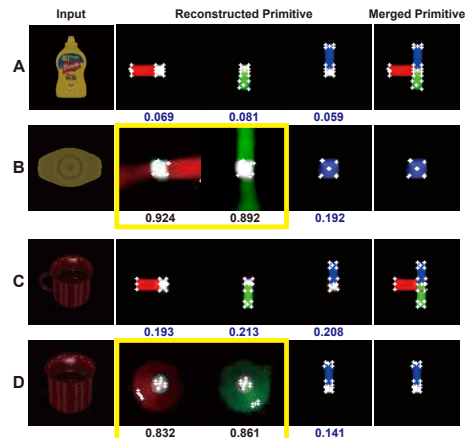 Input Reconstructed Primitive Merged Primitive
A
0.069 0.081 0.059
B
0.924 0.892 0.192
C
0.193 0.213 0.208
D
0.832 0.861 0.141